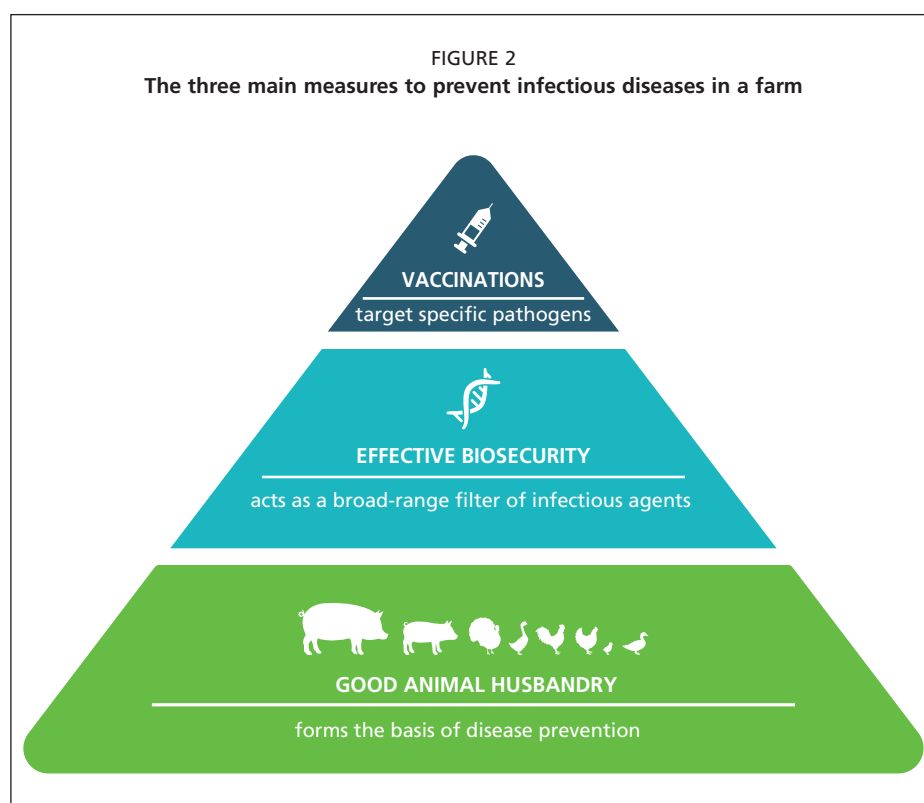 FIGURE 2
The three main measures to prevent infectious diseases in a farm
VACCINATIONS
target specific pathogens
EFFECTIVE BIOSECURITY
acts as a broad-range filter of infectious agents
GOOD ANIMAL HUSBANDRY
forms the basis of disease prevention